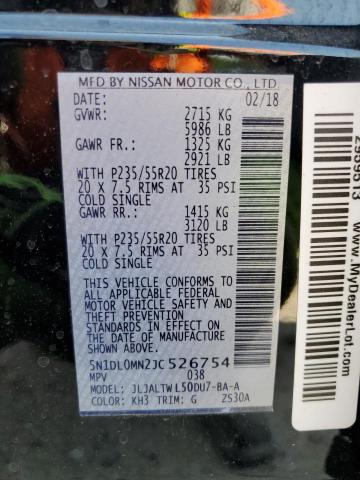 MFD BY NISSAN MOTOR CO., LTD.
DATE: 02/18
GVWR: 2715 KG
5986 LB
GAWR FR: 1325 KG
2921 LB
WITH P235/55R20 TIRES
20 X 7.5 RIMS AT 35 PSI
COLD SINGLE
GAWR RR: 1415 KG
3120 LB
WITH P235/55R20 TIRES
20 X 7.5 RIMS AT 35 PSI
COLD SINGLE
THIS VEHICLE CONFORMS TO
ALL APPLICABLE FEDERAL
MOTOR VEHICLE SAFETY AND
THEFT PREVENTION
STANDARDS IN EFFECT ON
THE DATE OF MANUFACTURE
SHOWN ABOVE
5N1DL0MN2JC526754
MPV 038
MODEL: JLJALTWL50DU7-BA-A
COLOR: KH3 TRIM: G ZS30A
www.MyDealerLot.com